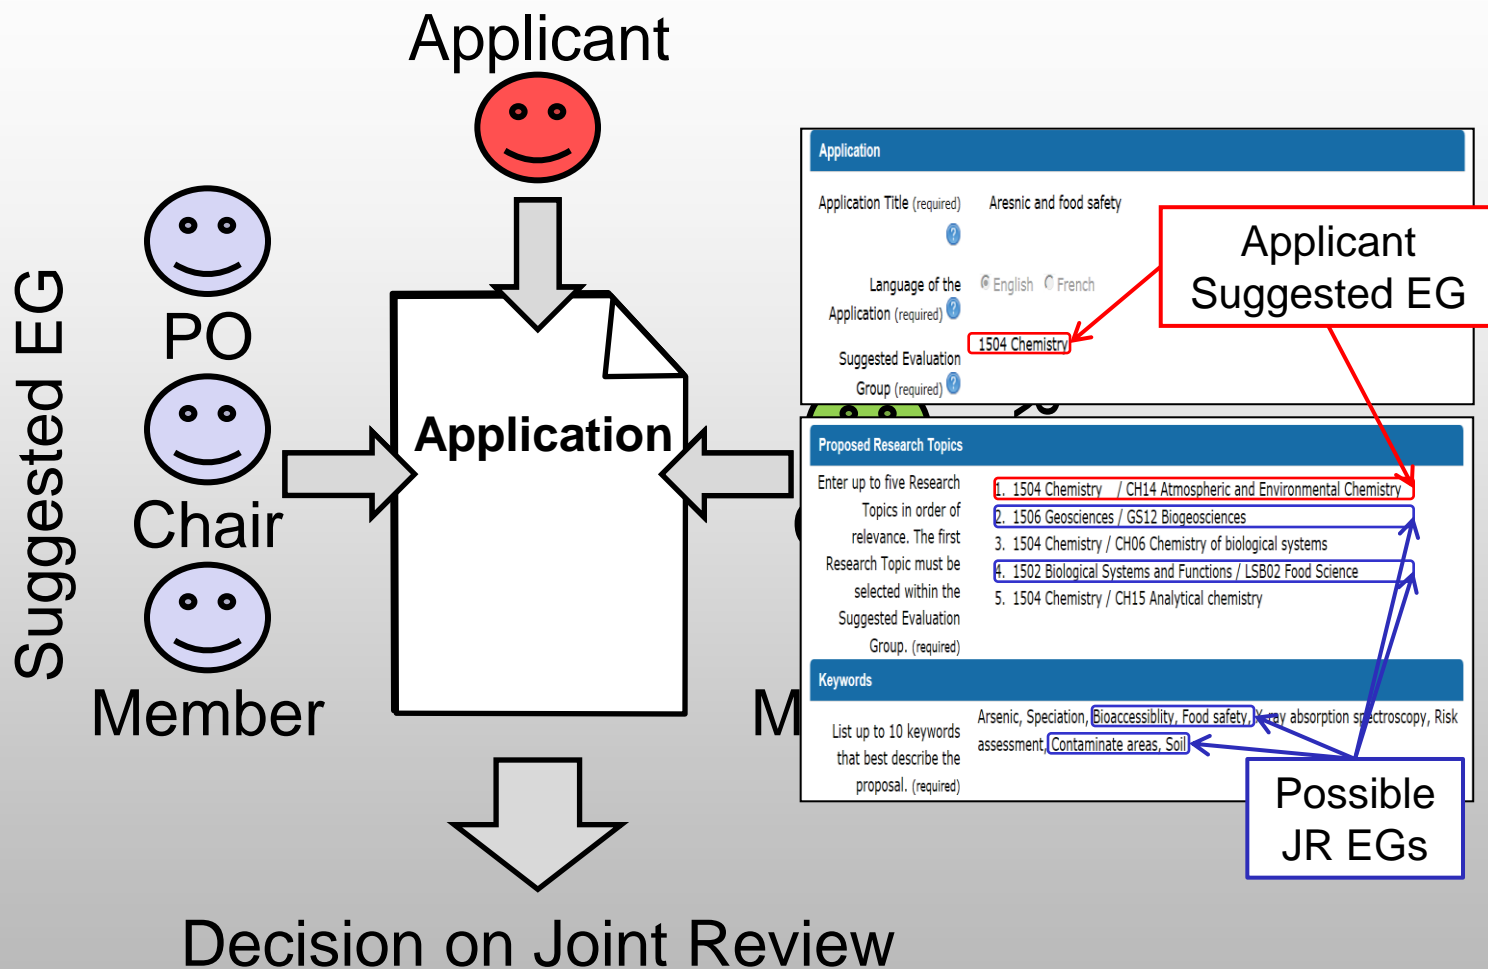 Applicant
Suggested EG
PO
Chair
Member
Application
M
Decision on Joint Review
Application
Application Title (required)
Aresnic and food safety
?
Language of the
Application (required) ?
English French
Suggested Evaluation
Group (required) ?
1504 Chemistry
Applicant
Suggested EG
Proposed Research Topics
Enter up to five Research
Topics in order of
relevance. The first
Research Topic must be
selected within the
Suggested Evaluation
Group. (required)
1. 1504 Chemistry / CH14 Atmospheric and Environmental Chemistry
2. 1506 Geosciences / GS12 Biogeosciences
3. 1504 Chemistry / CH06 Chemistry of biological systems
4. 1502 Biological Systems and Functions / LSB02 Food Science
5. 1504 Chemistry / CH15 Analytical chemistry
Keywords
List up to 10 keywords
that best describe the
proposal. (required)
Arsenic, Speciation, Bioaccessiblity, Food safety, X-ray absorption spectroscopy, Risk
assessment, Contaminate areas, Soil
Possible
JR EGs